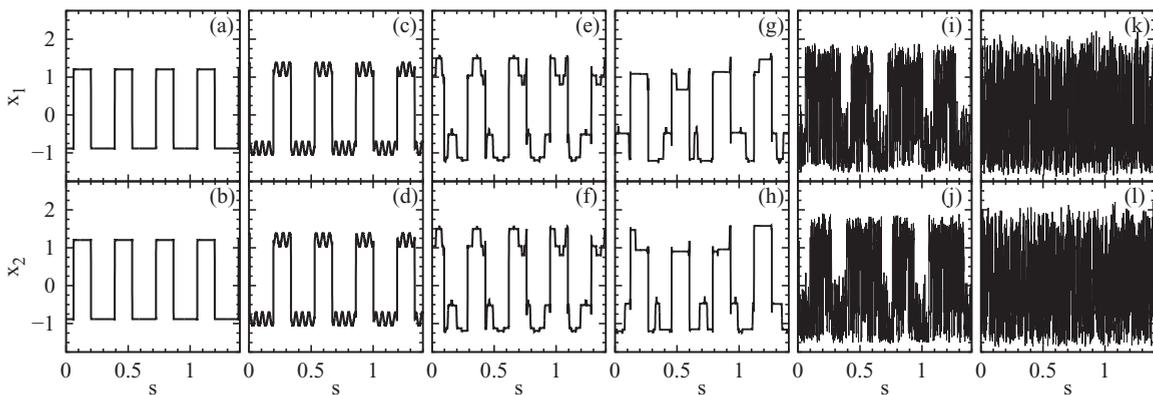 (a) (c) (e) (g) (i) (k)
2
1
0
−1
x1
(b) (d) (f) (h) (j) (l)
2
1
0
−1
x2
0 0.5 1 0 0.5 1 0 0.5 1 0 0.5 1 0 0.5 1 0 0.5 1
s s s s s s